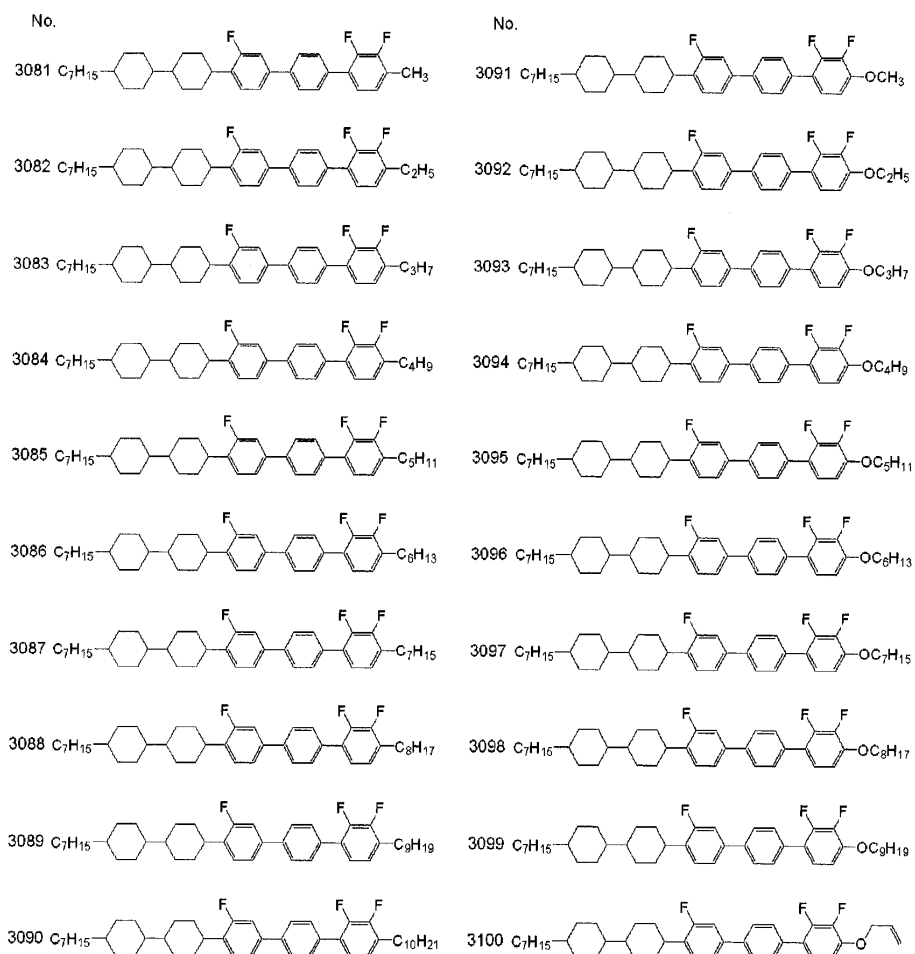 No.
3081 C7H15 F F F CH3
3082 C7H15 F F F C2H5
3083 C7H15 F F F C3H7
3084 C7H15 F F F C4H9
3085 C7H15 F F F C5H11
3086 C7H15 F F F C6H13
3087 C7H15 F F F C7H15
3088 C7H15 F F F C8H17
3089 C7H15 F F F C9H19
3090 C7H15 F F F C10H21
No.
3091 C7H15 F F F OCH3
3092 C7H15 F F F OC2H5
3093 C7H15 F F F OC3H7
3094 C7H15 F F F OC4H9
3095 C7H15 F F F OC5H11
3096 C7H15 F F F OC6H13
3097 C7H15 F F F OC7H15
3098 C7H15 F F F OC8H17
3099 C7H15 F F F OC9H19
3100 C7H15 F F F O